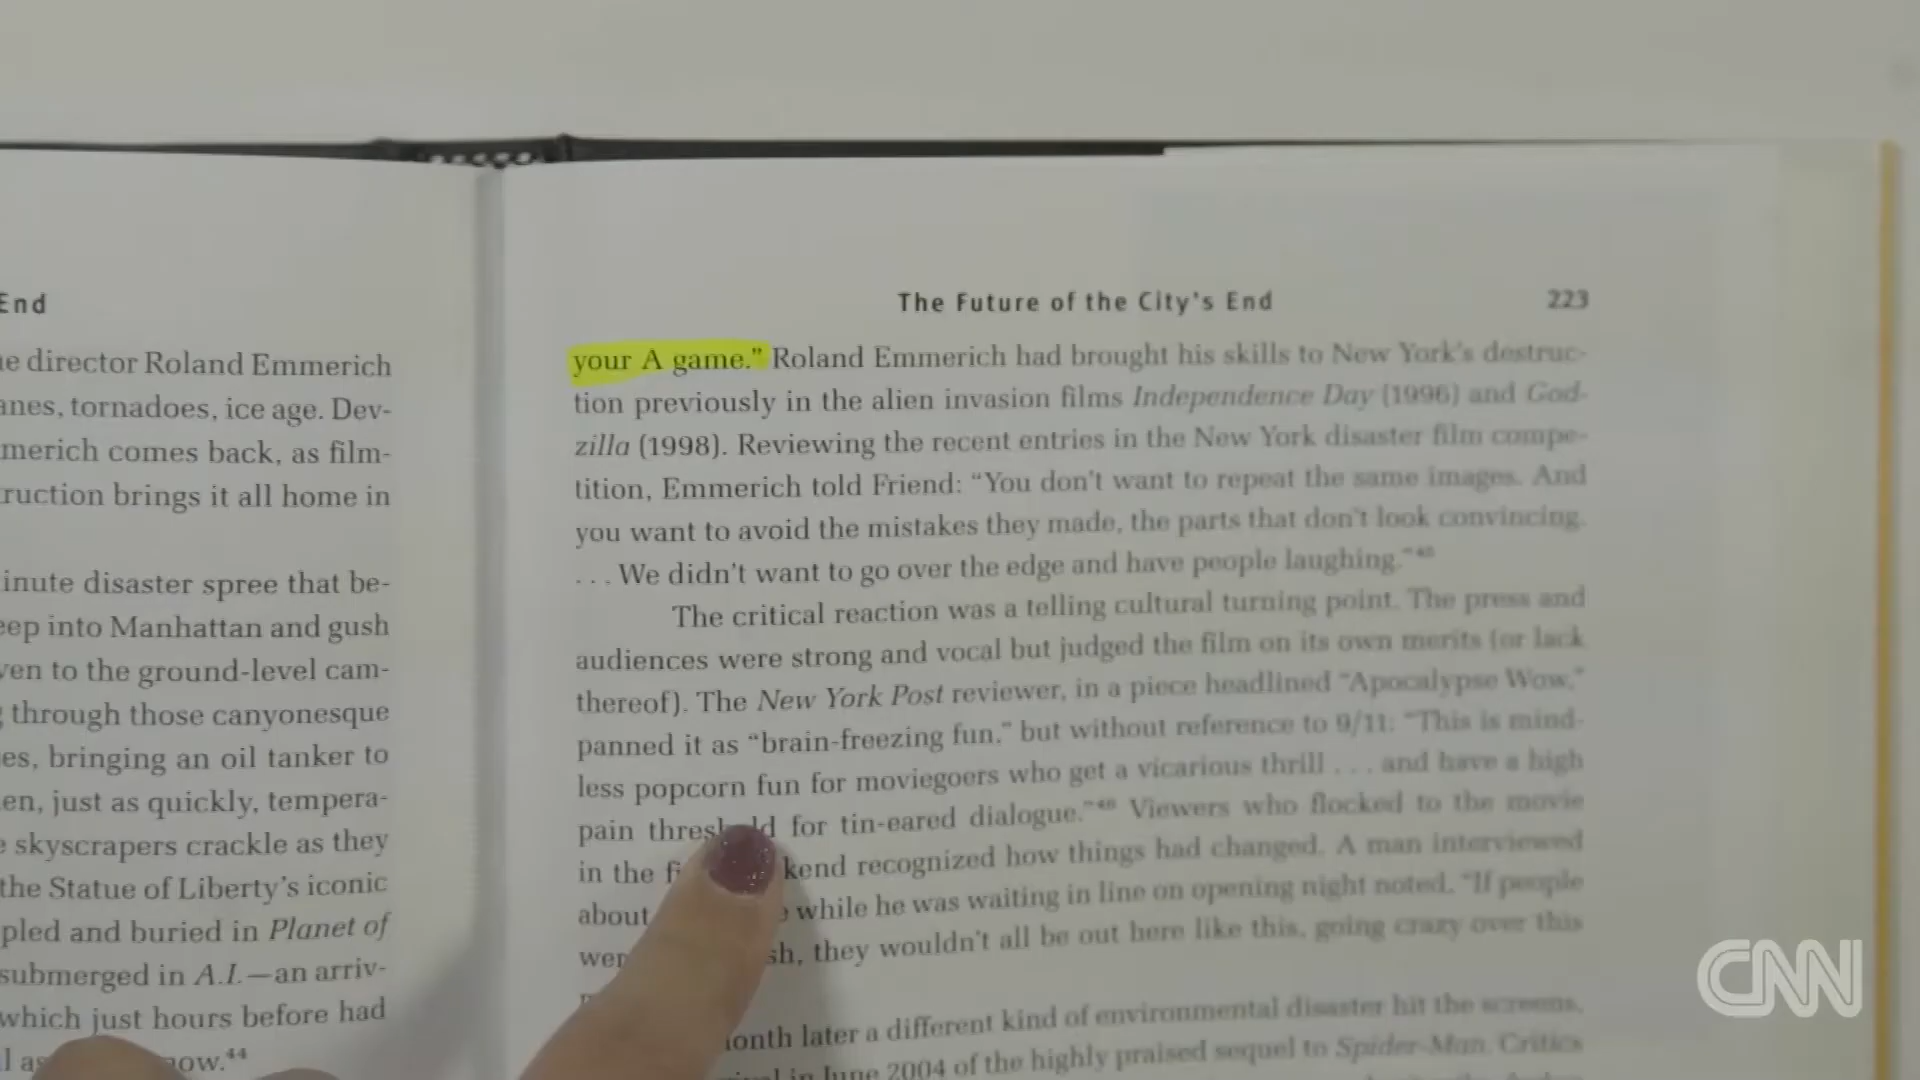 End
e director Roland Emmerich
anes, tornadoes, ice age. Dev-
merich comes back, as film-
ruction brings it all home in
inute disaster spree that be-
eep into Manhattan and gush
ven to the ground-level cam-
g through those canyonesque
es, bringing an oil tanker to
en, just as quickly, tempera-
e skyscrapers crackle as they
the Statue of Liberty's iconic
pled and buried in Planet of
submerged in A.I.—an arriv-
which just hours before had
l as now.44
The Future of the City's End 223
your A game." Roland Emmerich had brought his skills to New York's destruc-
tion previously in the alien invasion films Independence Day (1996) and God-
zilla (1998). Reviewing the recent entries in the New York disaster film compe-
tition, Emmerich told Friend: "You don't want to repeat the same images. And
you want to avoid the mistakes they made, the parts that don't look convincing.
. . . We didn't want to go over the edge and have people laughing."
The critical reaction was a telling cultural turning point. The press and
audiences were strong and vocal but judged the film on its own merits (or lack
thereof). The New York Post reviewer, in a piece headlined "Apocalypse Wow,"
panned it as "brain-freezing fun," but without reference to 9/11: "This is mind-
less popcorn fun for moviegoers who get a vicarious thrill . . . and have a high
pain threshold for tin-eared dialogue." Viewers who flocked to the movie
in the kend recognized how things had changed. A man interviewed
about while he was waiting in line on opening night noted, "If people
wer sh, they wouldn't all be out here like this, going crazy over this
onth later a different kind of environmental disaster hit the screens,
in June 2004 of the highly praised sequel to Spider-Man. Critics
CNN